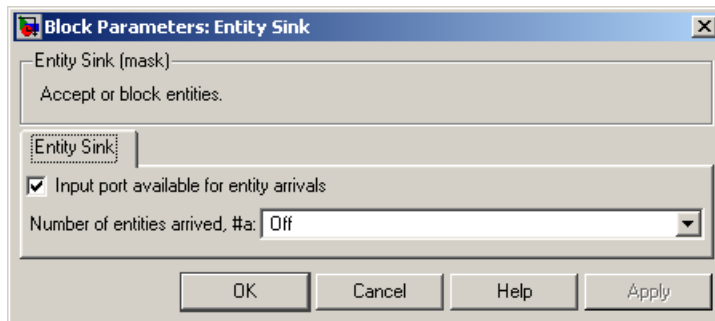 Block Parameters: Entity Sink
Entity Sink (mask)
Accept or block entities.
Entity Sink
Input port available for entity arrivals
Number of entities arrived, #a: Off
OK Cancel Help Apply